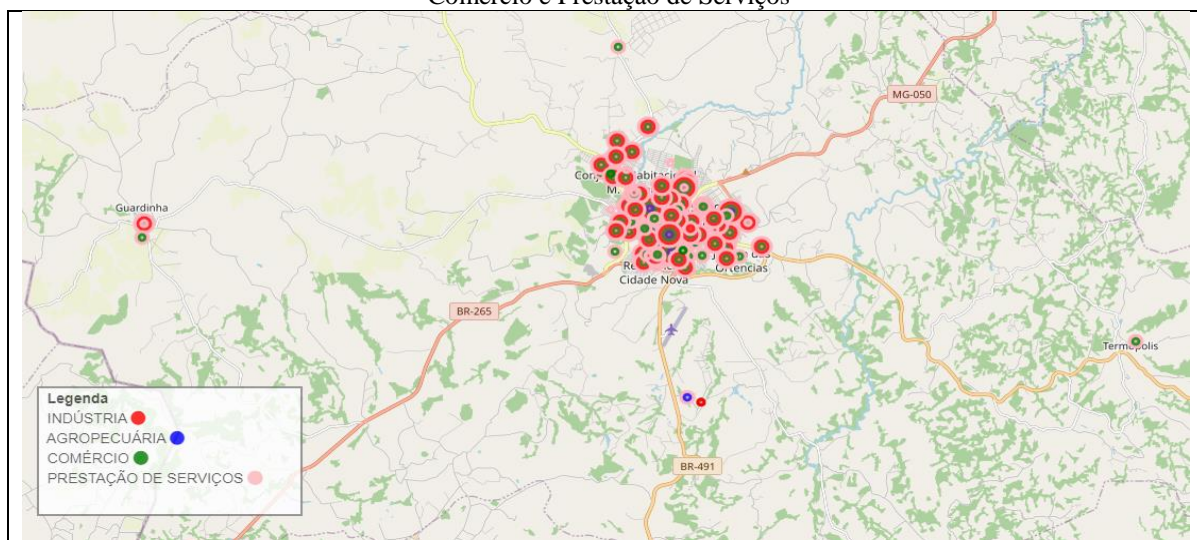 Comércio e Prestação de Serviços
MG-050
Guardinha
Cidade Nova
BR-265
Termópolis
BR-491
Legenda
INDÚSTRIA
AGROPECUÁRIA
COMÉRCIO
PRESTAÇÃO DE SERVIÇOS